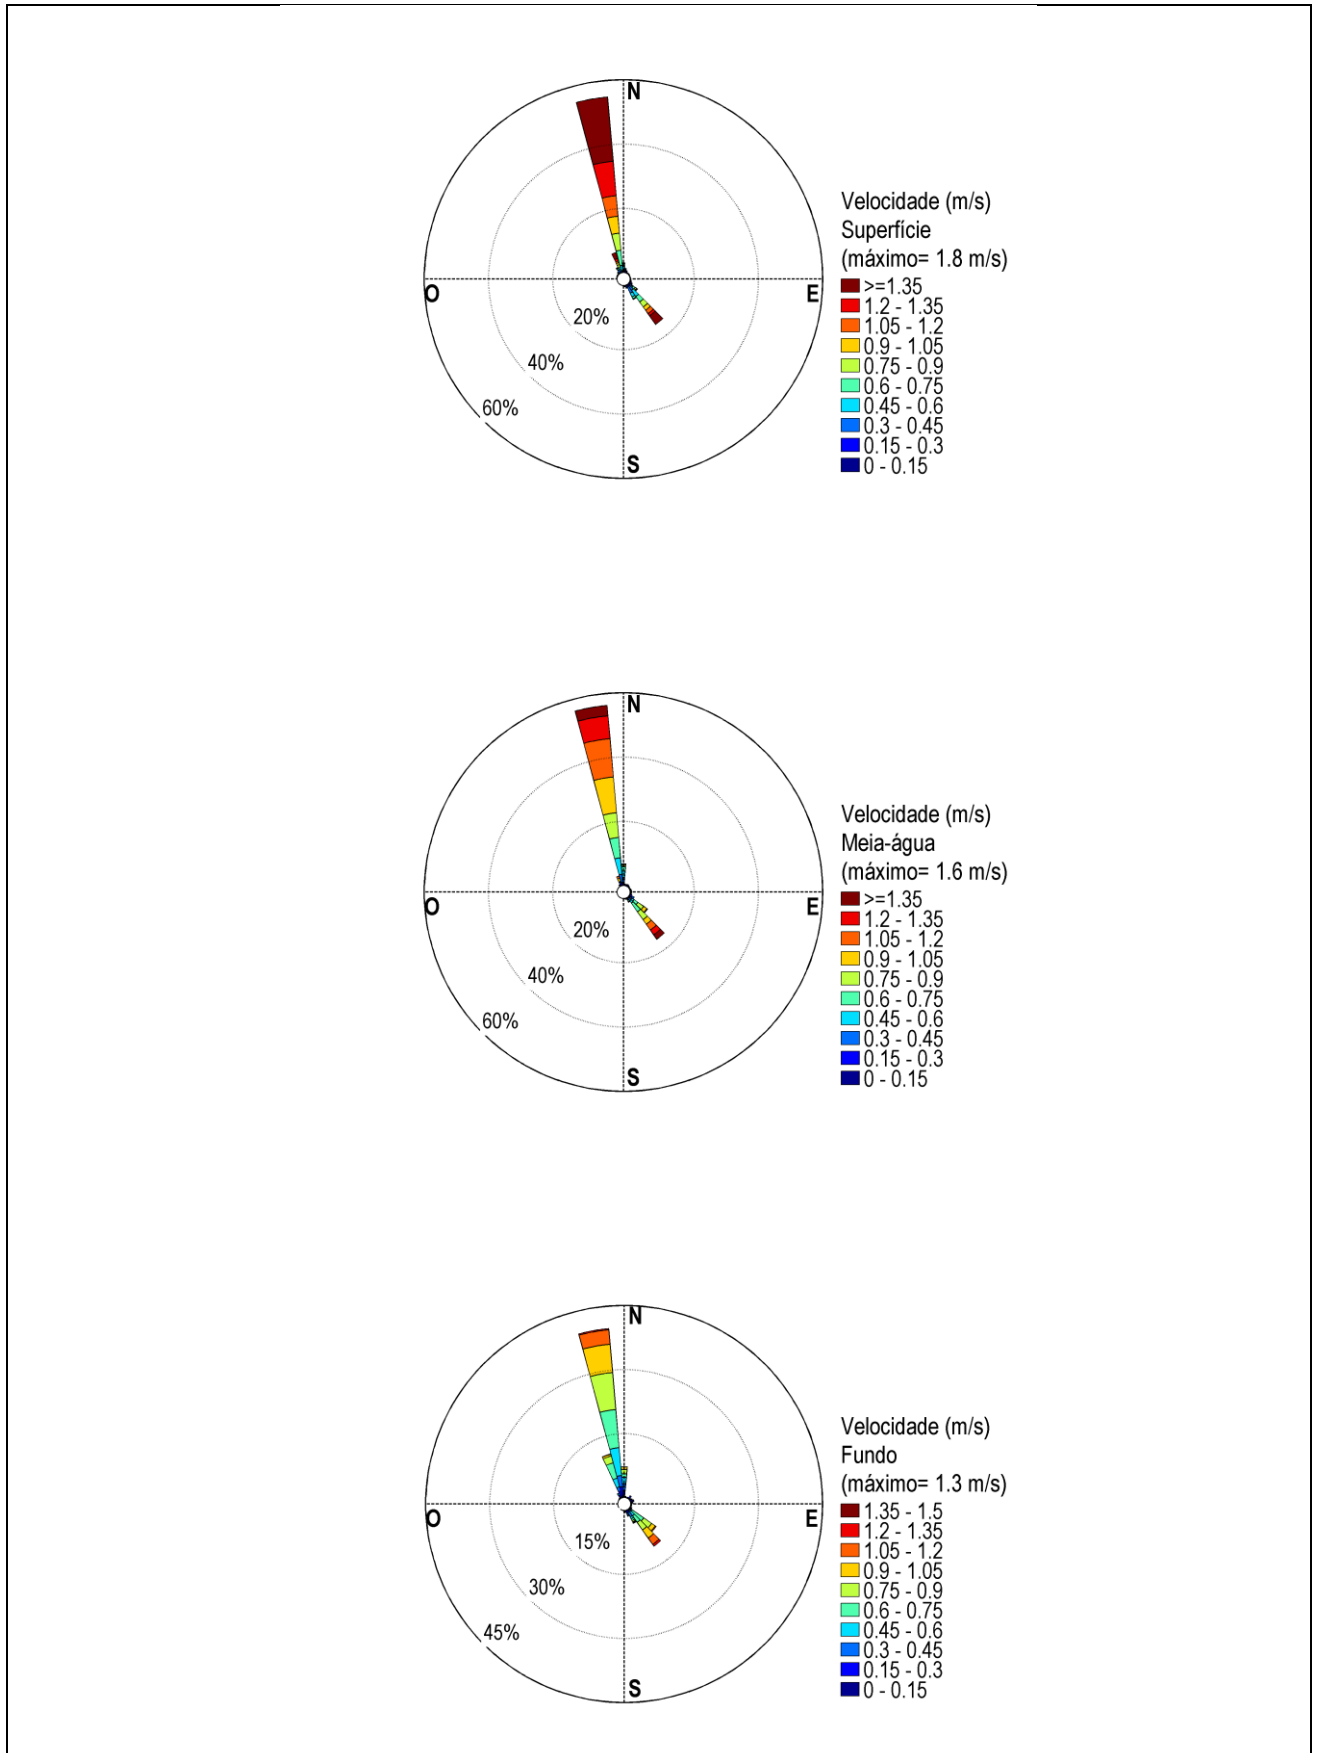 N
O
E
S
20%
40%
60%
Velocidade (m/s)
Superfície
(máximo= 1.8 m/s)
>=1.35
1.2 - 1.35
1.05 - 1.2
0.9 - 1.05
0.75 - 0.9
0.6 - 0.75
0.45 - 0.6
0.3 - 0.45
0.15 - 0.3
0 - 0.15
N
O
E
S
20%
40%
60%
Velocidade (m/s)
Meia-água
(máximo= 1.6 m/s)
>=1.35
1.2 - 1.35
1.05 - 1.2
0.9 - 1.05
0.75 - 0.9
0.6 - 0.75
0.45 - 0.6
0.3 - 0.45
0.15 - 0.3
0 - 0.15
N
O
E
S
15%
30%
45%
Velocidade (m/s)
Fundo
(máximo= 1.3 m/s)
1.35 - 1.5
1.2 - 1.35
1.05 - 1.2
0.9 - 1.05
0.75 - 0.9
0.6 - 0.75
0.45 - 0.6
0.3 - 0.45
0.15 - 0.3
0 - 0.15